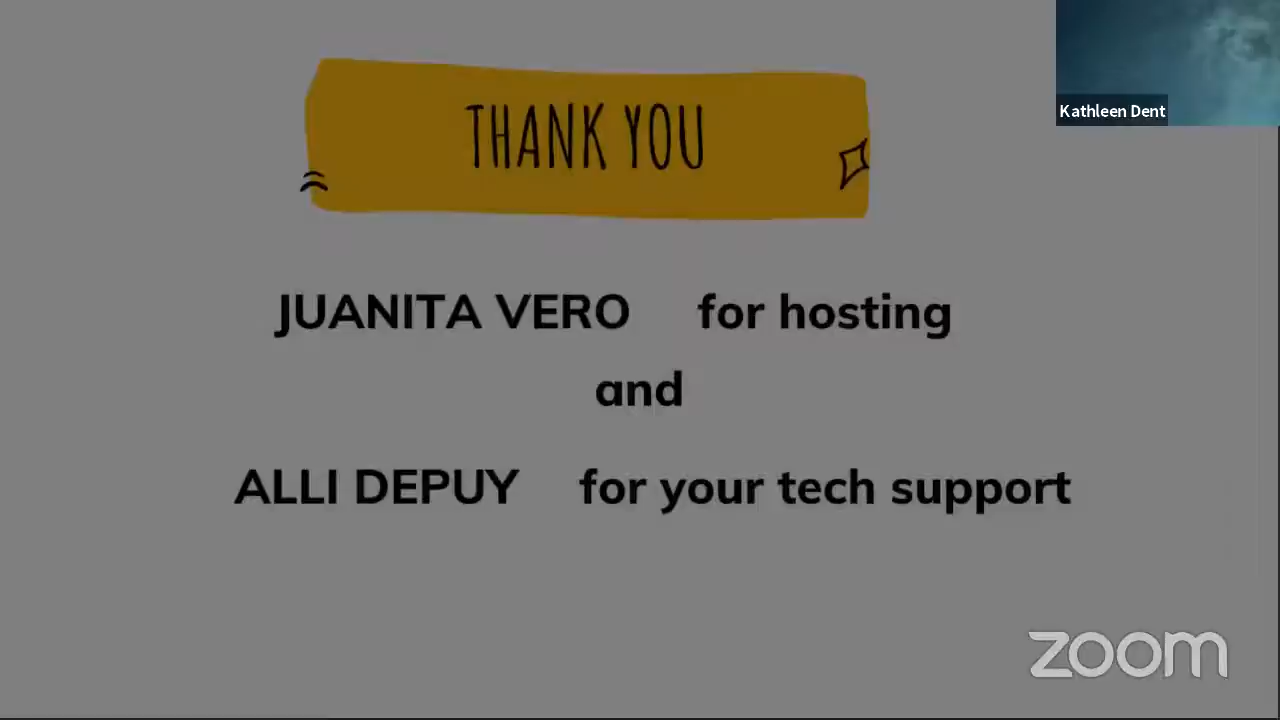 Kathleen Dent
THANK YOU
JUANITA VERO for hosting
and
ALLI DEPUY for your tech support
zoom